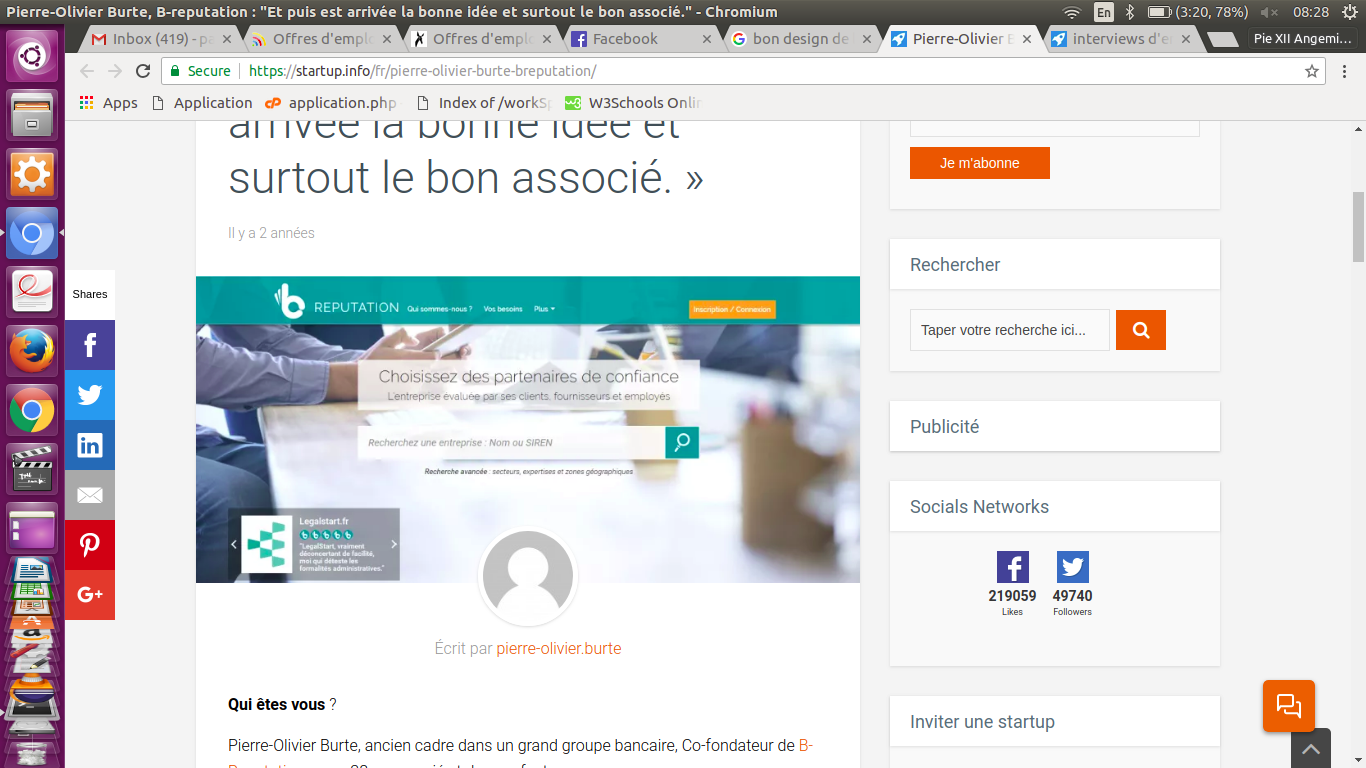 Pierre-Olivier Burte, B-reputation : "Et puis est arrivée la bonne idée et surtout le bon associé." - Chromium
En
(3:20, 78%)
08:28
Inbox (419) - pa
Offres d'emplo
Offres d'emplo
Facebook
bon design de
Pierre-Olivier B
interviews d'en
Pie XII Angemi...
Secure
https://startup.info/fr/pierre-olivier-burte-breputation/
Apps
Application
application.php
Index of /workSp
W3Schools Onlin
arrivée la bonne idée et
surtout le bon associé. »
Il y a 2 années
Shares
REPUTATION
Qui sommes-nous ?
Vos besoins
Plus
Inscription / Connexion
Choisissez des partenaires de confiance
L'entreprise évaluée par ses clients, fournisseurs et employés
Recherchez une entreprise : Nom ou SIREN
Recherche avancée : secteurs, expertises et zones géographiques
Legalstart.fr
"LegalStart, vraiment
déconcertant de facilité,
moi qui déteste les
formalités administratives."
Écrit par pierre-olivier.burte
Qui êtes vous ?
Pierre-Olivier Burte, ancien cadre dans un grand groupe bancaire, Co-fondateur de B-
Je m'abonne
Rechercher
Taper votre recherche ici...
Publicité
Socials Networks
219059
Likes
49740
Followers
Inviter une startup